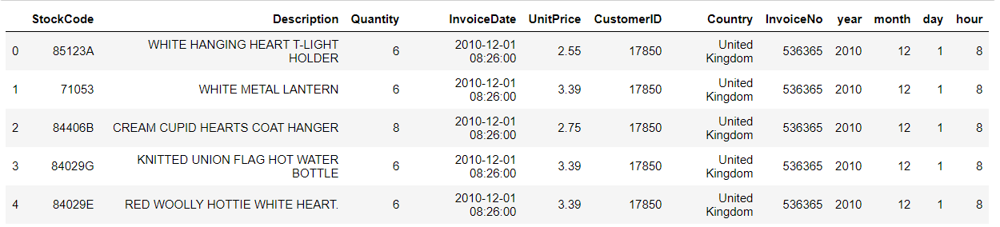 StockCode Description Quantity InvoiceDate UnitPrice CustomerID Country InvoiceNo year month day hour
0 85123A WHITE HANGING HEART T-LIGHT HOLDER 6 2010-12-01 08:26:00 2.55 17850 United Kingdom 536365 2010 12 1 8
1 71053 WHITE METAL LANTERN 6 2010-12-01 08:26:00 3.39 17850 United Kingdom 536365 2010 12 1 8
2 84406B CREAM CUPID HEARTS COAT HANGER 8 2010-12-01 08:26:00 2.75 17850 United Kingdom 536365 2010 12 1 8
3 84029G KNITTED UNION FLAG HOT WATER BOTTLE 6 2010-12-01 08:26:00 3.39 17850 United Kingdom 536365 2010 12 1 8
4 84029E RED WOOLLY HOTTIE WHITE HEART. 6 2010-12-01 08:26:00 3.39 17850 United Kingdom 536365 2010 12 1 8